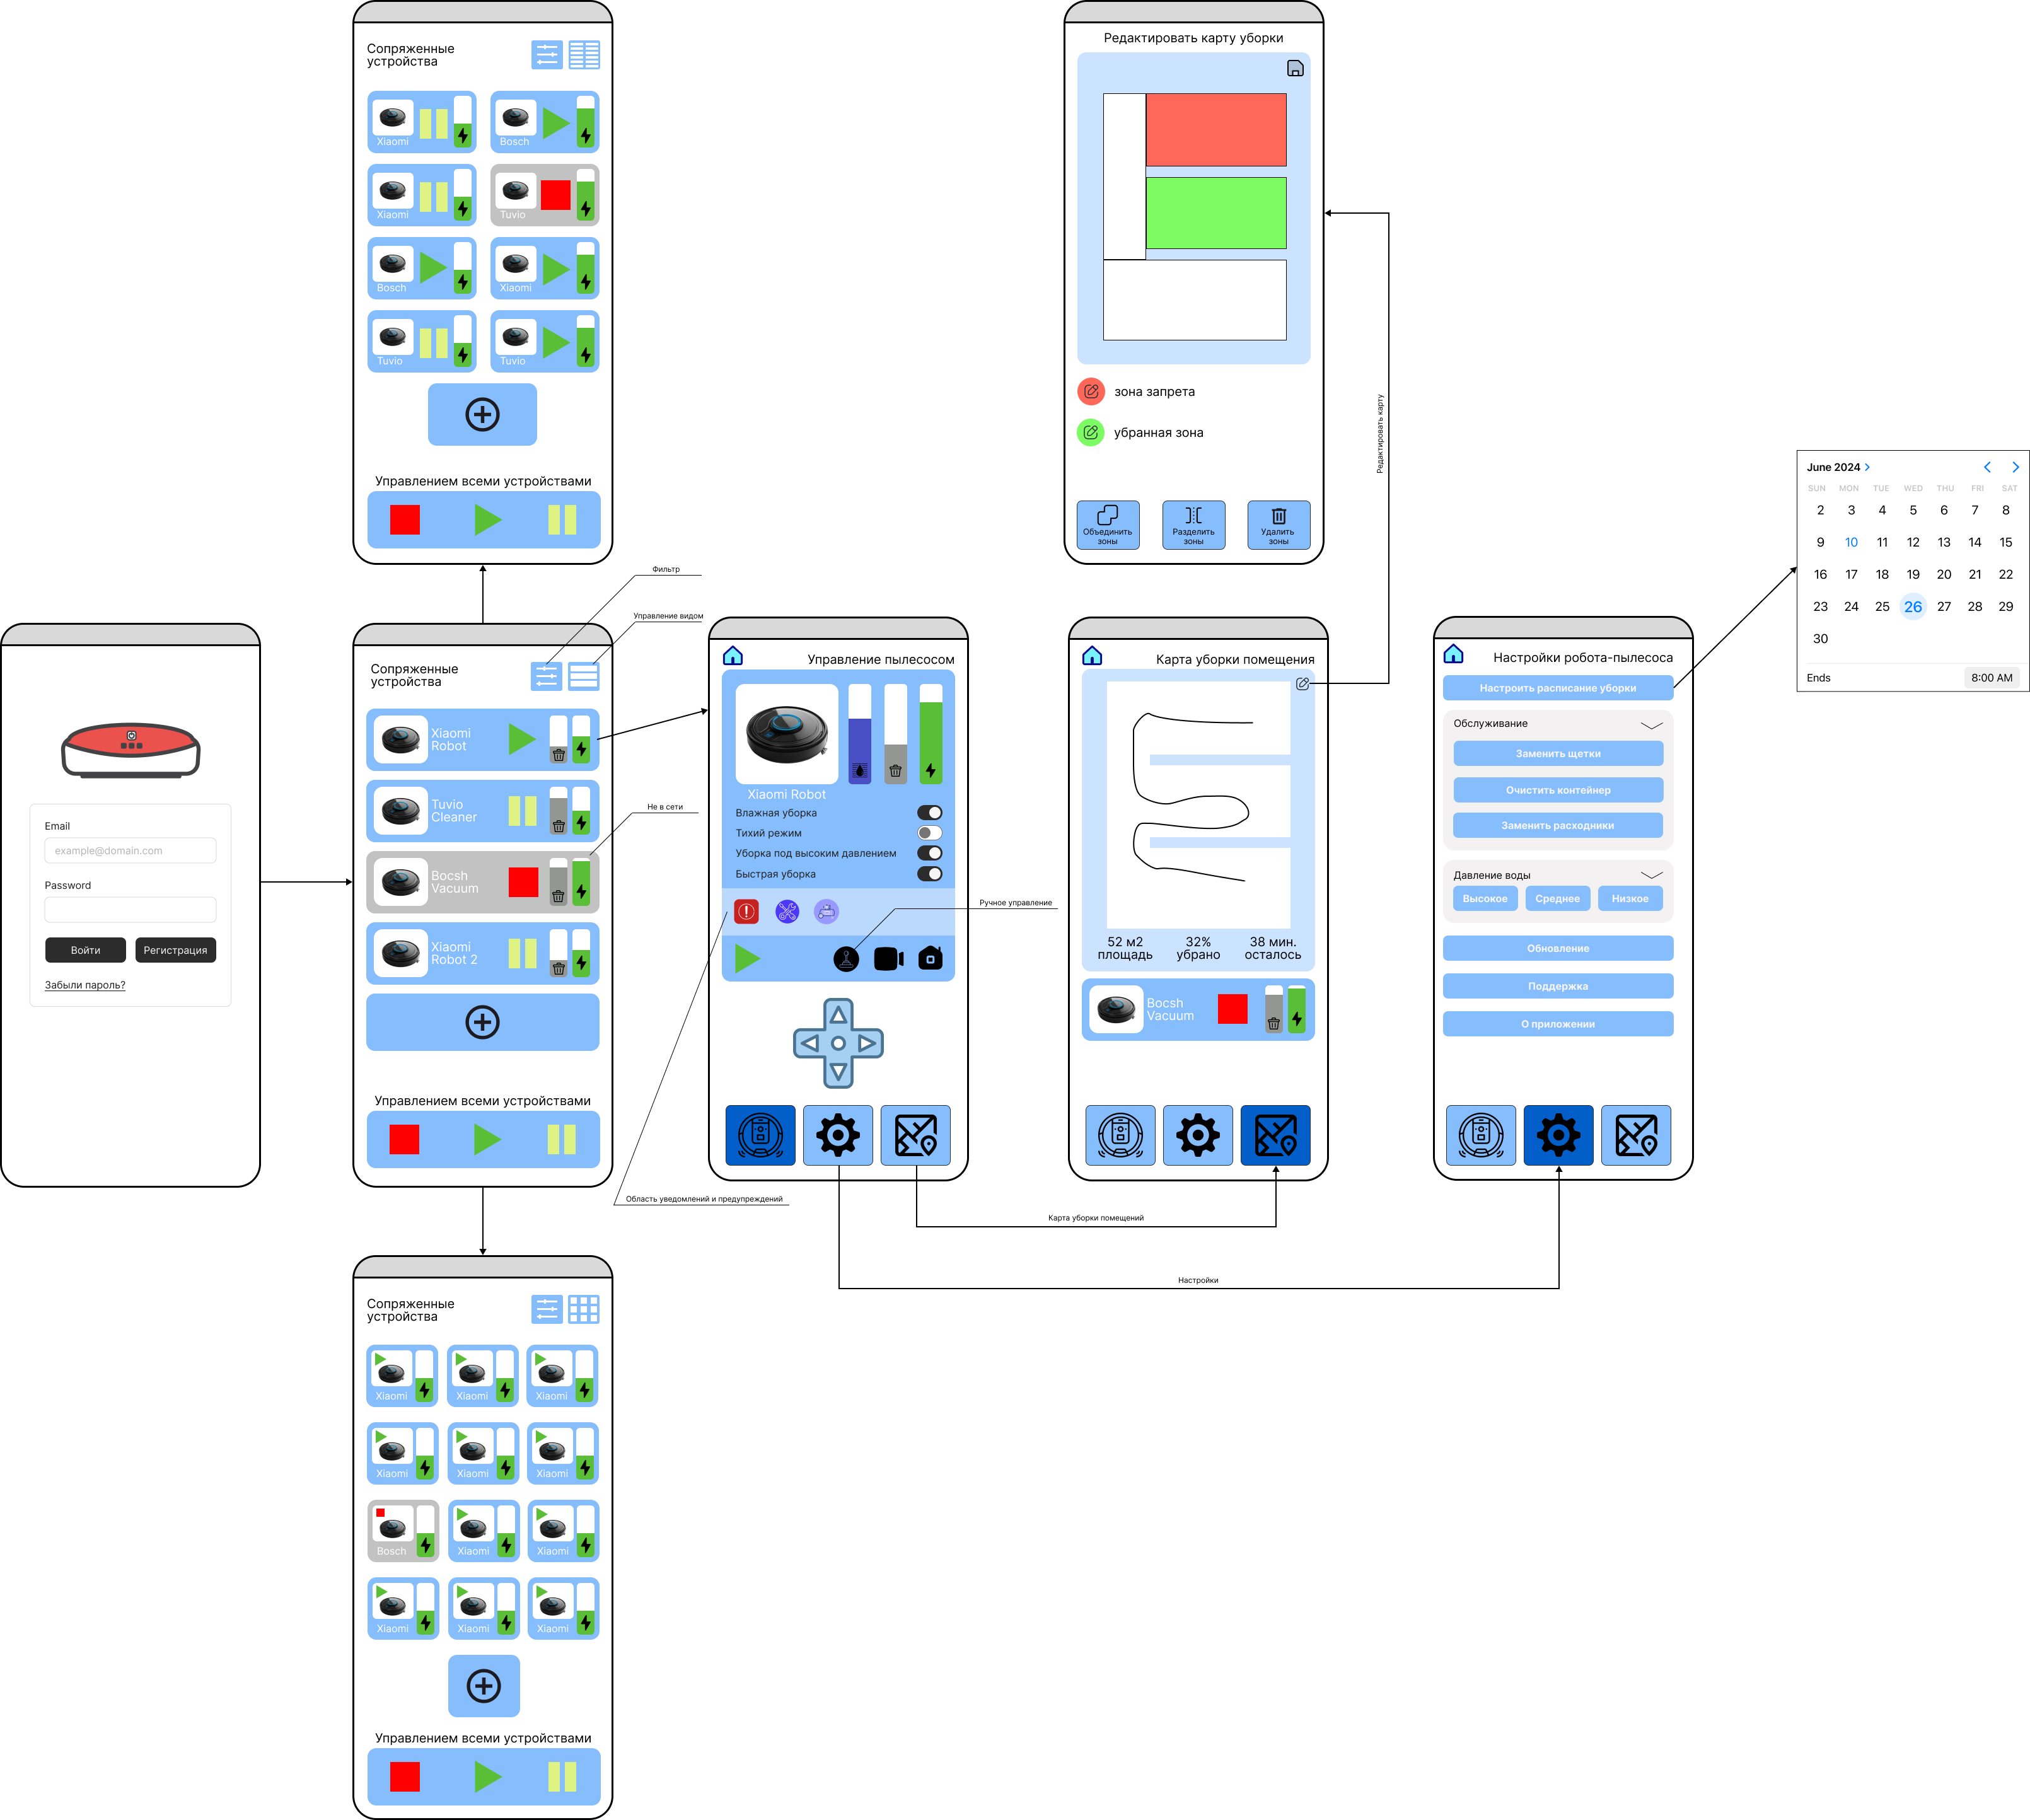 Сопряженные
устройства
Xiaomi
Bosch
Xiaomi
Tuvio
Bosch
Xiaomi
Tuvio
Tuvio
Управлением всеми устройствами
Редактировать карту уборки
зона запрета
убранная зона
Объединить
зоны
Разделить
зоны
Удалить
зоны
Редактировать карту
June 2024
SUN MON TUE WED THU FRI SAT
2 3 4 5 6 7 8
9 10 11 12 13 14 15
16 17 18 19 20 21 22
23 24 25 26 27 28 29
30
Ends 8:00 AM
Email
example@domain.com
Password
Войти
Регистрация
Забыли пароль?
Фильтр
Управление видом
Сопряженные
устройства
Xiaomi
Robot
Tuvio
Cleaner
Не в сети
Bocsh
Vacuum
Xiaomi
Robot 2
Управлением всеми устройствами
Управление пылесосом
Xiaomi Robot
Влажная уборка
Тихий режим
Уборка под высоким давлением
Быстрая уборка
Ручное управление
Область уведомлений и предупреждений
Карта уборки помещения
52 м2
площадь
32%
убрано
38 мин.
осталось
Bocsh
Vacuum
Карта уборки помещений
Настройки
Настройки робота-пылесоса
Настроить расписание уборки
Обслуживание
Заменить щетки
Очистить контейнер
Заменить расходники
Давление воды
Высокое
Среднее
Низкое
Обновление
Поддержка
О приложении
Сопряженные
устройства
Xiaomi
Xiaomi
Xiaomi
Xiaomi
Xiaomi
Xiaomi
Bosch
Xiaomi
Xiaomi
Xiaomi
Xiaomi
Xiaomi
Управлением всеми устройствами